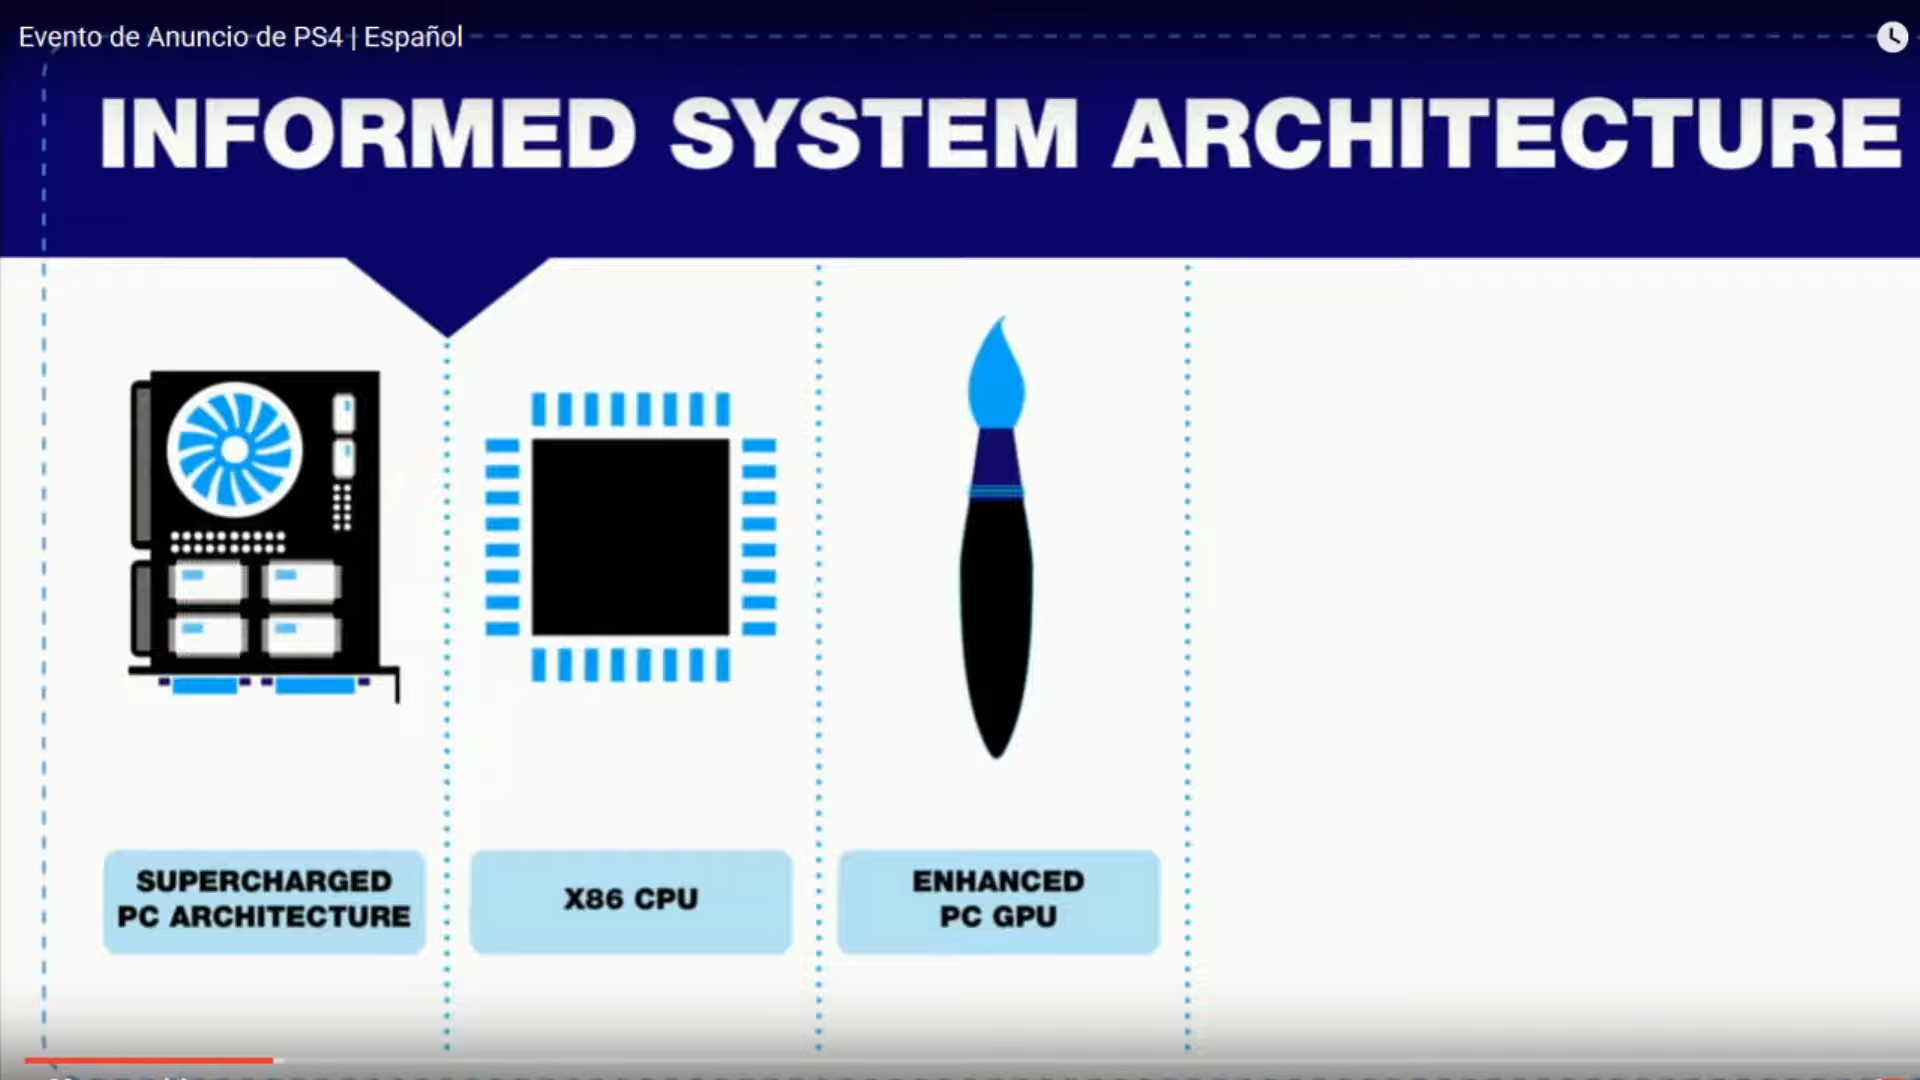 Evento de Anuncio de PS4 | Español
INFORMED SYSTEM ARCHITECTURE
SUPERCHARGED
PC ARCHITECTURE
X86 CPU
ENHANCED
PC GPU